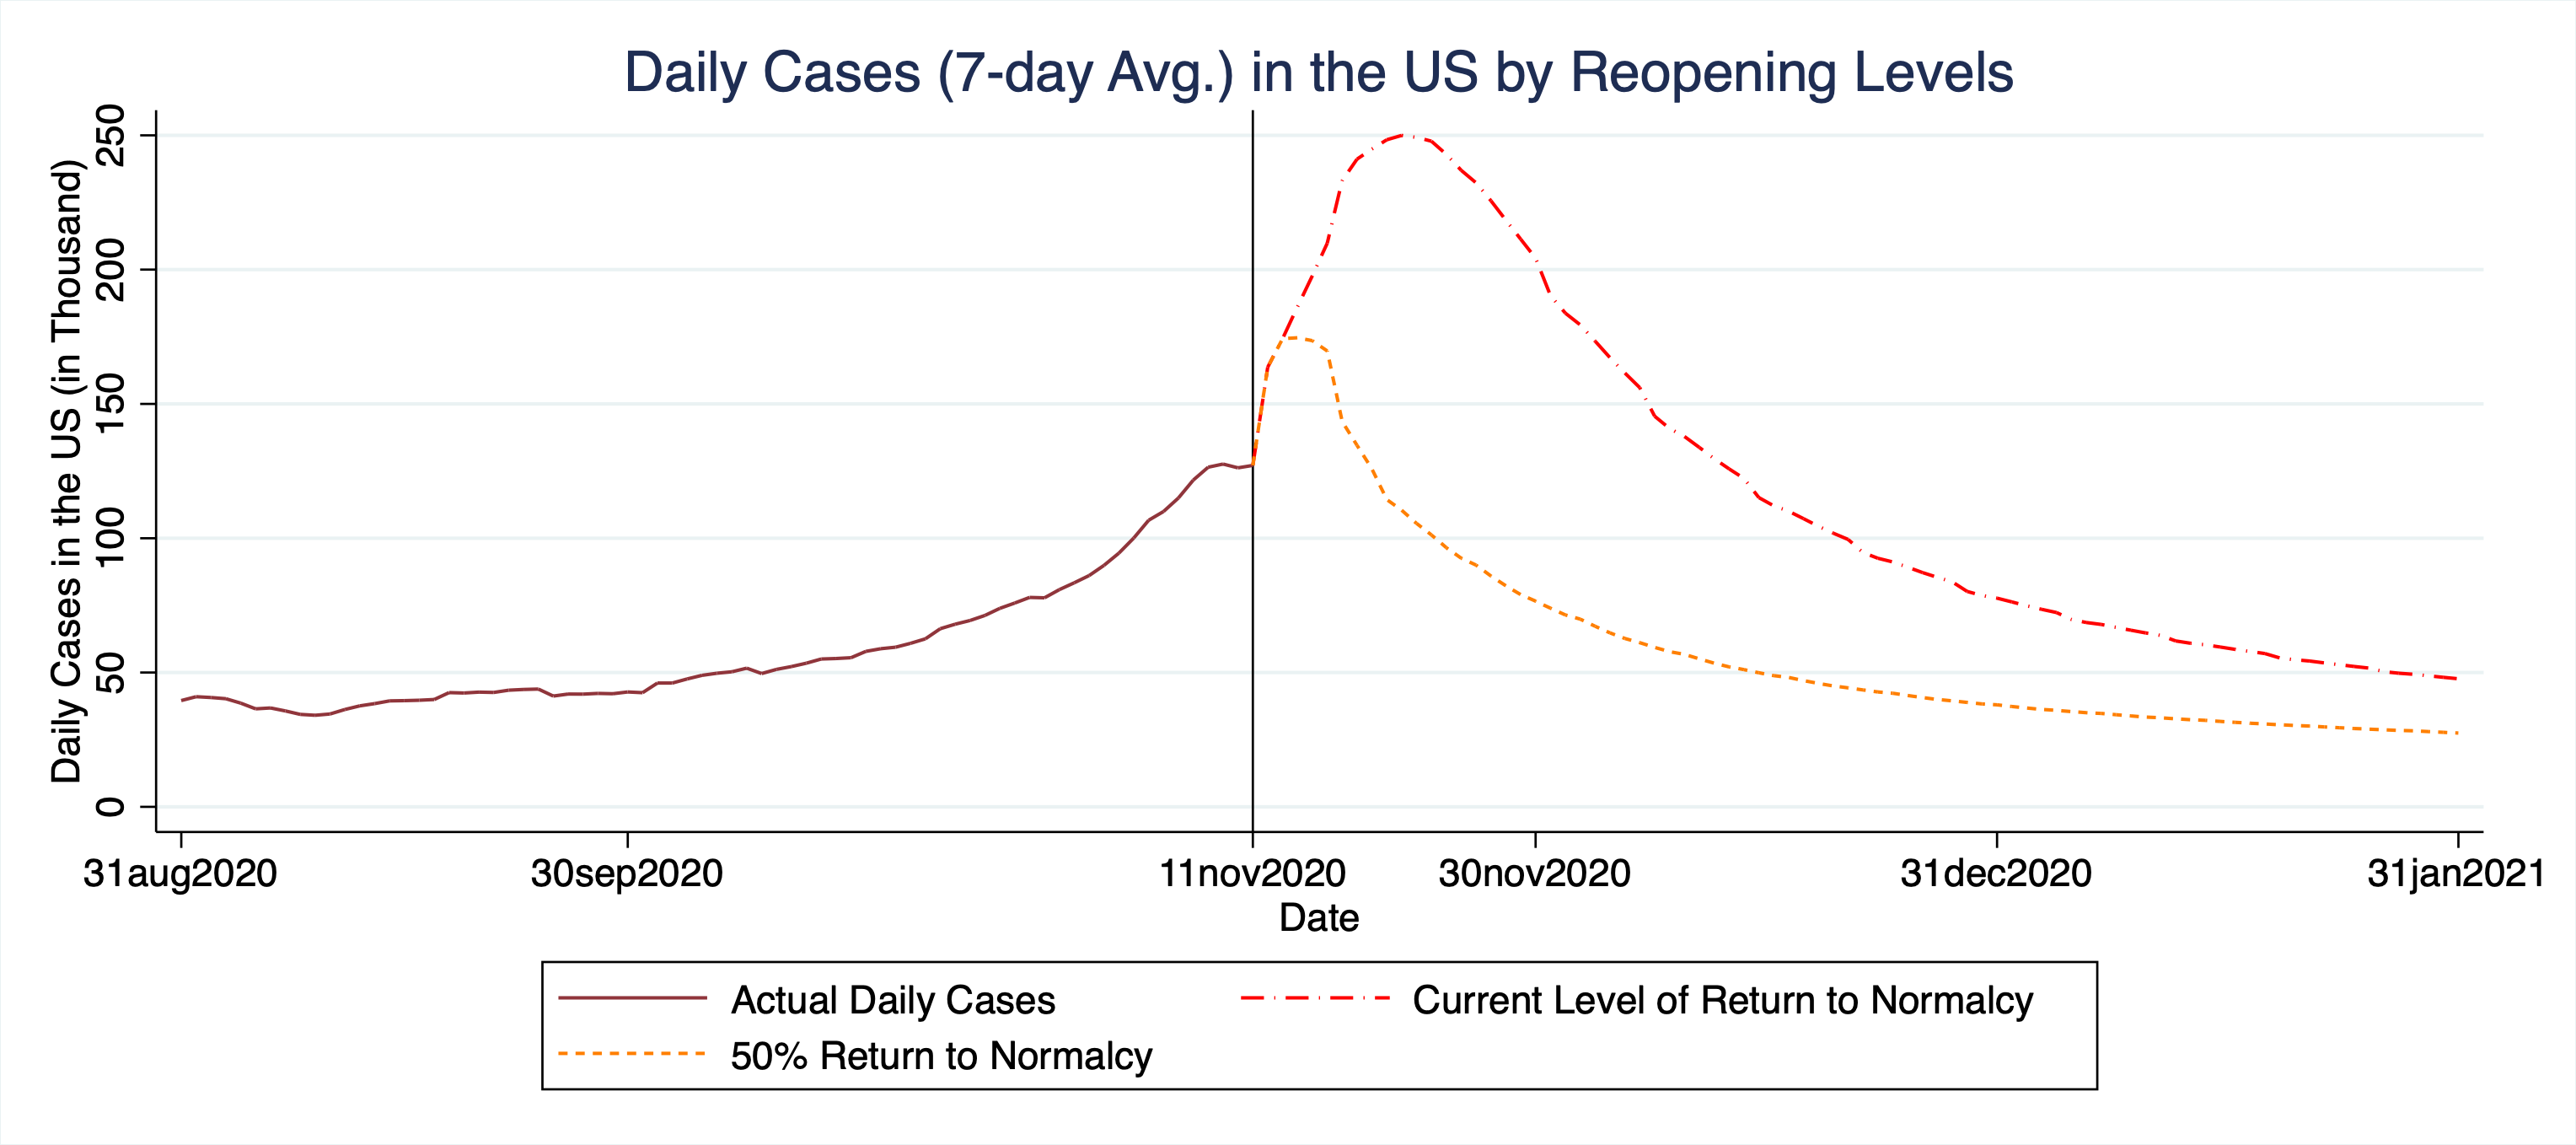 Daily Cases (7-day Avg.) in the US by Reopening Levels
Daily Cases in the US (in Thousand)
250
200
150
100
50
0
31aug2020 30sep2020 11nov2020 30nov2020 31dec2020 31jan2021
Date
Actual Daily Cases Current Level of Return to Normalcy
50% Return to Normalcy